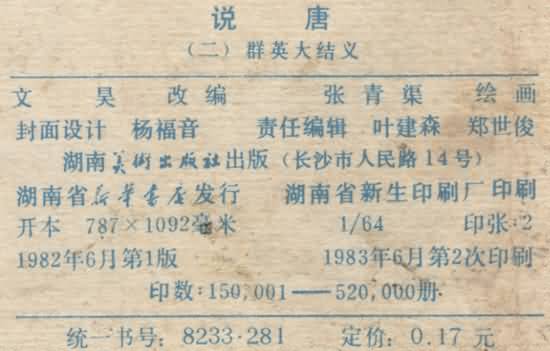 说唐
(二)群英大结义
文昊 改编 张青渠 绘画
封面设计 杨福音 责任编辑 叶建森 郑世俊
湖南美術出版社出版(长沙市人民路14号)
湖南省新华書店发行 湖南省新生印刷厂印刷
开本 787×1092毫米 1/64 印张:2
1982年6月第1版 1983年6月第2次印刷
印数:150,001——520,000册
统一书号:8233·281 定价:0.17元